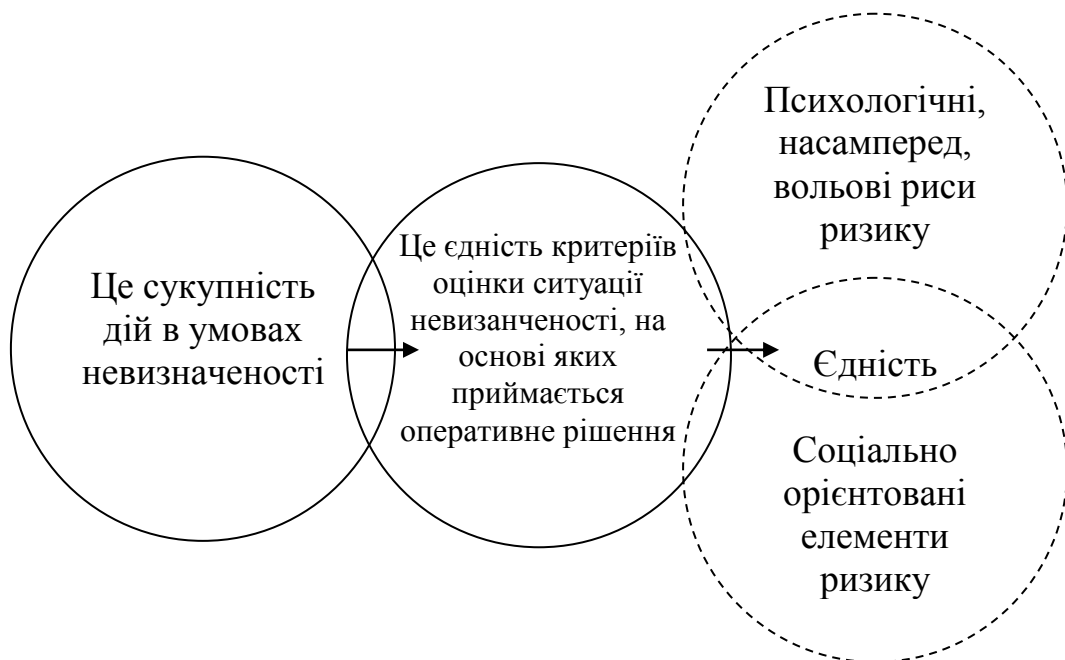 Це сукупність
дій в умовах
невизначеності
Це єдність критеріїв
оцінки ситуації
невизанченості, на
основі яких
приймається
оперативне рішення
Психологічні,
насамперед,
вольові риси
ризику
Єдність
Соціально
орієнтовані
елементи
ризику